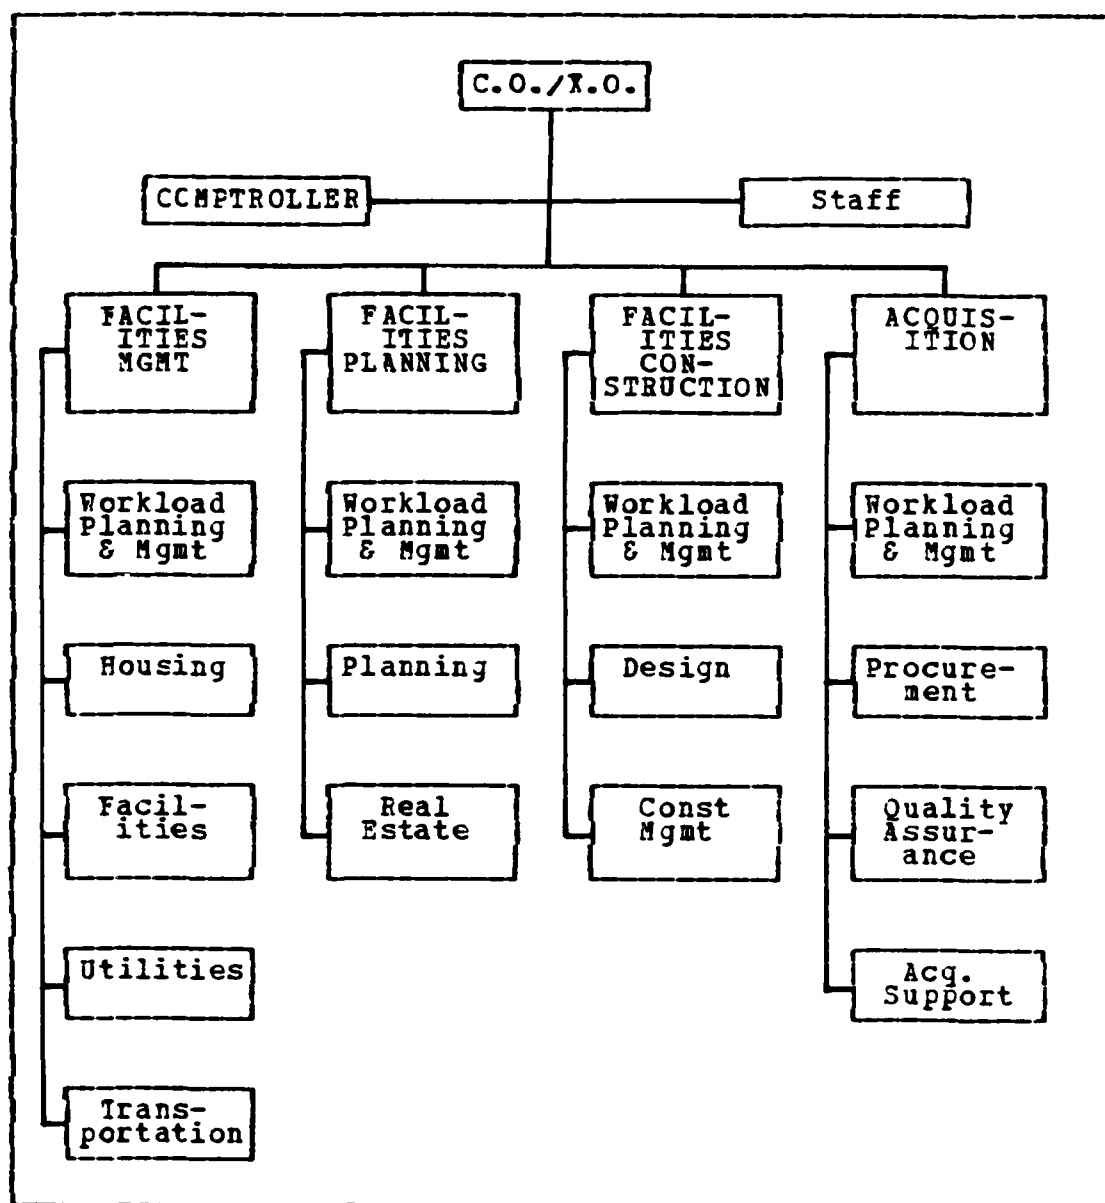 C.O./X.O.
COMPTROLLER
Staff
FACIL-
ITIES
MGMT
FACIL-
ITIES
PLANNING
FACIL-
ITIES
CON-
STRUCTION
ACQUIS-
ITION
Workload
Planning
& Mgmt
Workload
Planning
& Mgmt
Workload
Planning
& Mgmt
Workload
Planning
& Mgmt
Housing
Planning
Design
Procure-
ment
Facil-
ities
Real
Estate
Const
Mgmt
Quality
Assur-
ance
Utilities
Acq.
Support
Trans-
portation